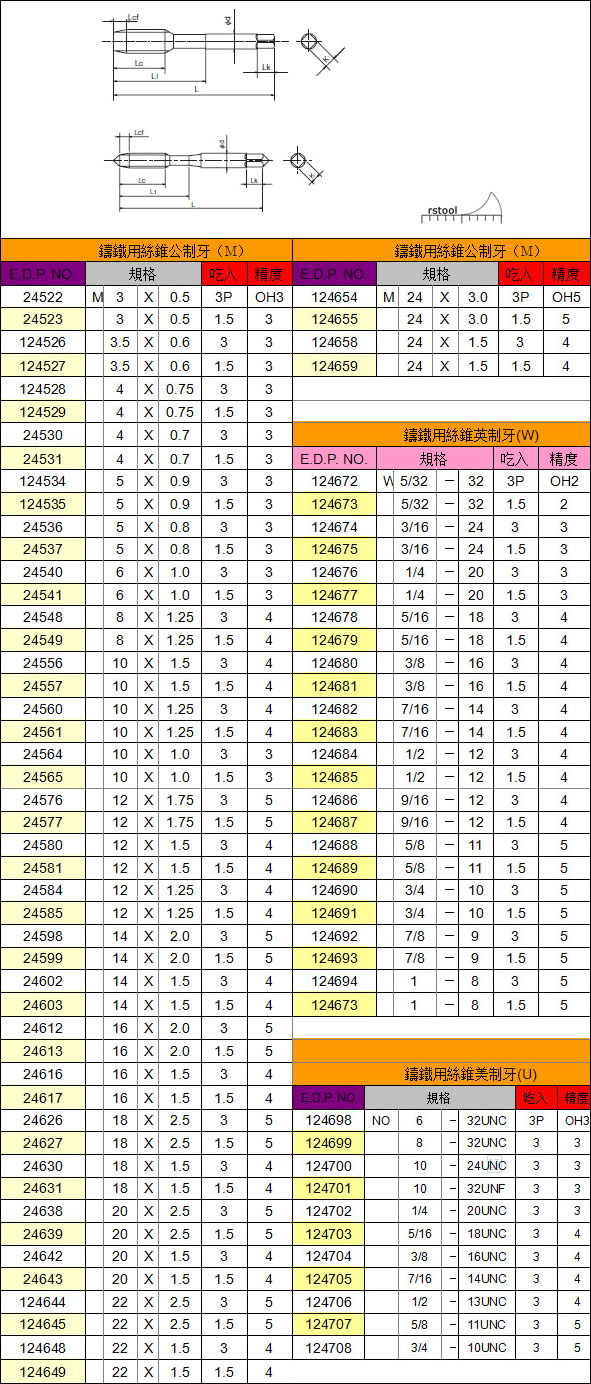 Lcf
φd
Lc
Lk
K
Lt
L
Lcf
φd
Lc
Lk
K
Lt
L
rstool
鑄鐵用絲錐公制牙（M）
E.D.P. NO. 規格 吃入 精度
24522 M 3 X 0.5 3P OH3
24523 3 X 0.5 1.5 3
124526 3.5 X 0.6 3 3
124527 3.5 X 0.6 1.5 3
124528 4 X 0.75 3 3
124529 4 X 0.75 1.5 3
24530 4 X 0.7 3 3
24531 4 X 0.7 1.5 3
124534 5 X 0.9 3 3
124535 5 X 0.9 1.5 3
24536 5 X 0.8 3 3
24537 5 X 0.8 1.5 3
24540 6 X 1.0 3 3
24541 6 X 1.0 1.5 3
24548 8 X 1.25 3 4
24549 8 X 1.25 1.5 4
24556 10 X 1.5 3 4
24557 10 X 1.5 1.5 4
24560 10 X 1.25 3 4
24561 10 X 1.25 1.5 4
24564 10 X 1.0 3 3
24565 10 X 1.0 1.5 3
24576 12 X 1.75 3 5
24577 12 X 1.75 1.5 5
24580 12 X 1.5 3 4
24581 12 X 1.5 1.5 4
24584 12 X 1.25 3 4
24585 12 X 1.25 1.5 4
24598 14 X 2.0 3 5
24599 14 X 2.0 1.5 5
24602 14 X 1.5 3 4
24603 14 X 1.5 1.5 4
24612 16 X 2.0 3 5
24613 16 X 2.0 1.5 5
24616 16 X 1.5 3 4
24617 16 X 1.5 1.5 4
24626 18 X 2.5 3 5
24627 18 X 2.5 1.5 5
24630 18 X 1.5 3 4
24631 18 X 1.5 1.5 4
24638 20 X 2.5 3 5
24639 20 X 2.5 1.5 5
24642 20 X 1.5 3 4
24643 20 X 1.5 1.5 4
124644 22 X 2.5 3 5
124645 22 X 2.5 1.5 5
124648 22 X 1.5 3 4
124649 22 X 1.5 1.5 4
鑄鐵用絲錐公制牙（M）
E.D.P. NO. 規格 吃入 精度
124654 M 24 X 3.0 3P OH5
124655 24 X 3.0 1.5 5
124658 24 X 1.5 3 4
124659 24 X 1.5 1.5 4
鑄鐵用絲錐英制牙(W)
E.D.P. NO. 規格 吃入 精度
124672 W 5/32 － 32 3P OH2
124673 5/32 － 32 1.5 2
124674 3/16 － 24 3 3
124675 3/16 － 24 1.5 3
124676 1/4 － 20 3 3
124677 1/4 － 20 1.5 3
124678 5/16 － 18 3 4
124679 5/16 － 18 1.5 4
124680 3/8 － 16 3 4
124681 3/8 － 16 1.5 4
124682 7/16 － 14 3 4
124683 7/16 － 14 1.5 4
124684 1/2 － 12 3 4
124685 1/2 － 12 1.5 4
124686 9/16 － 12 3 4
124687 9/16 － 12 1.5 4
124688 5/8 － 11 3 5
124689 5/8 － 11 1.5 5
124690 3/4 － 10 3 5
124691 3/4 － 10 1.5 5
124692 7/8 － 9 3 5
124693 7/8 － 9 1.5 5
124694 1 － 8 3 5
124673 1 － 8 1.5 5
鑄鐵用絲錐美制牙(U)
E.D.P. NO 規格 吃入 精度
124698 NO 6 － 32UNC 3P OH3
124699 8 － 32UNC 3 3
124700 10 － 24UNC 3 3
124701 10 － 32UNF 3 3
124702 1/4 － 20UNC 3 3
124703 5/16 － 18UNC 3 4
124704 3/8 － 16UNC 3 4
124705 7/16 － 14UNC 3 4
124706 1/2 － 13UNC 3 4
124707 5/8 － 11UNC 3 5
124708 3/4 － 10UNC 3 5